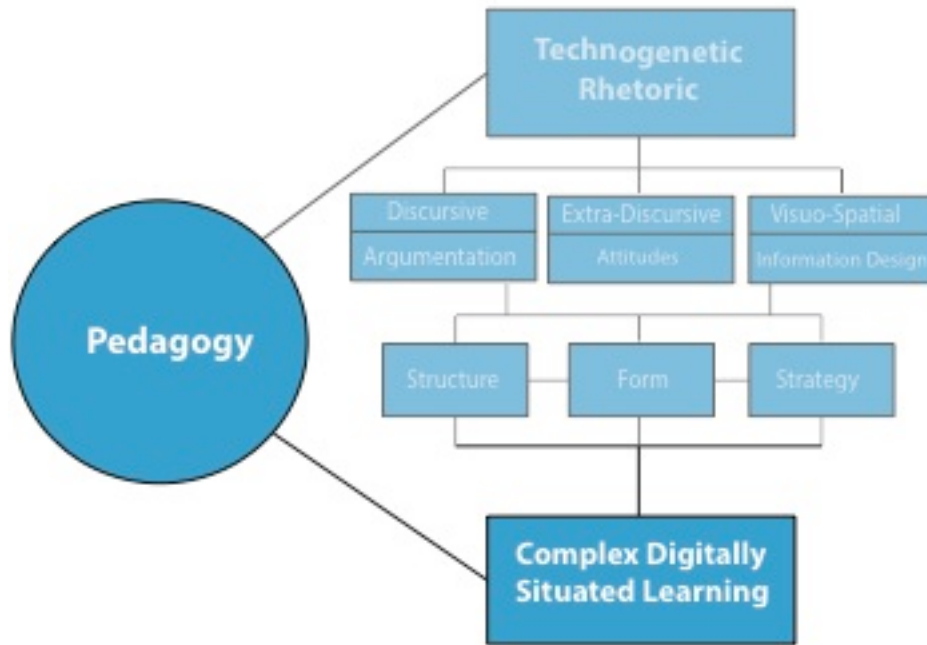 Technogenetic
Rhetoric
Discursive
Extra-Discursive
Visuo-Spatial
Argumentation
Attitudes
Information Design
Pedagogy
Structure
Form
Strategy
Complex Digitally
Situated Learning